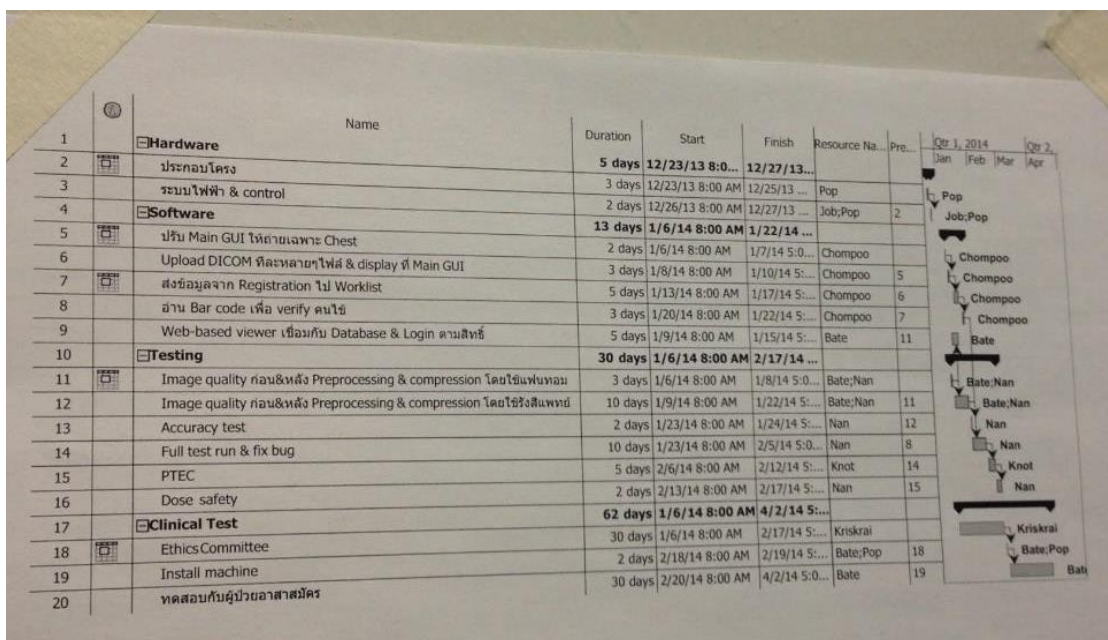 Name Duration Start Finish Resource Na... Pre... Qtr 1, 2014 Qtr 2,
Jan Feb Mar Apr
1 Hardware 5 days 12/23/13 8:0... 12/27/13...
2 ประกอบโครง 3 days 12/23/13 8:00 AM 12/25/13 ... Pop Pop
3 ระบบไฟฟ้า & control 2 days 12/26/13 8:00 AM 12/27/13 ... Job;Pop 2 Job;Pop
4 Software 13 days 1/6/14 8:00 AM 1/22/14 ...
5 ปรับ Main GUI ให้ถ่ายเฉพาะ Chest 2 days 1/6/14 8:00 AM 1/7/14 5:0... Chompoo Chompoo
6 Upload DICOM ทีละหลายๆไฟล์ & display ที่ Main GUI 3 days 1/8/14 8:00 AM 1/10/14 5:... Chompoo 5 Chompoo
7 ส่งข้อมูลจาก Registration ไป Worklist 5 days 1/13/14 8:00 AM 1/17/14 5:... Chompoo 6 Chompoo
8 อ่าน Bar code เพื่อ verify คนไข้ 3 days 1/20/14 8:00 AM 1/22/14 5:... Chompoo 7 Chompoo
9 Web-based viewer เชื่อมกับ Database & Login ตามสิทธิ์ 5 days 1/9/14 8:00 AM 1/15/14 5:... Bate 11 Bate
10 Testing 30 days 1/6/14 8:00 AM 2/17/14 ...
11 Image quality ก่อน&หลัง Preprocessing & compression โดยใช้แฟนทอม 3 days 1/6/14 8:00 AM 1/8/14 5:0... Bate;Nan Bate;Nan
12 Image quality ก่อน&หลัง Preprocessing & compression โดยใช้รังสีแพทย์ 10 days 1/9/14 8:00 AM 1/22/14 5:... Bate;Nan 11 Bate;Nan
13 Accuracy test 2 days 1/23/14 8:00 AM 1/24/14 5:... Nan 12 Nan
14 Full test run & fix bug 10 days 1/23/14 8:00 AM 2/5/14 5:0... Nan 8 Nan
15 PTEC 5 days 2/6/14 8:00 AM 2/12/14 5:... Knot 14 Knot
16 Dose safety 2 days 2/13/14 8:00 AM 2/17/14 5:... Nan 15 Nan
17 Clinical Test 62 days 1/6/14 8:00 AM 4/2/14 5:...
18 Ethics Committee 30 days 1/6/14 8:00 AM 2/17/14 5:... Kriskrai Kriskrai
19 Install machine 2 days 2/18/14 8:00 AM 2/19/14 5:... Bate;Pop 18 Bate;Pop
20 ทดสอบกับผู้ป่วยอาสาสมัคร 30 days 2/20/14 8:00 AM 4/2/14 5:0... Bate 19 Bate